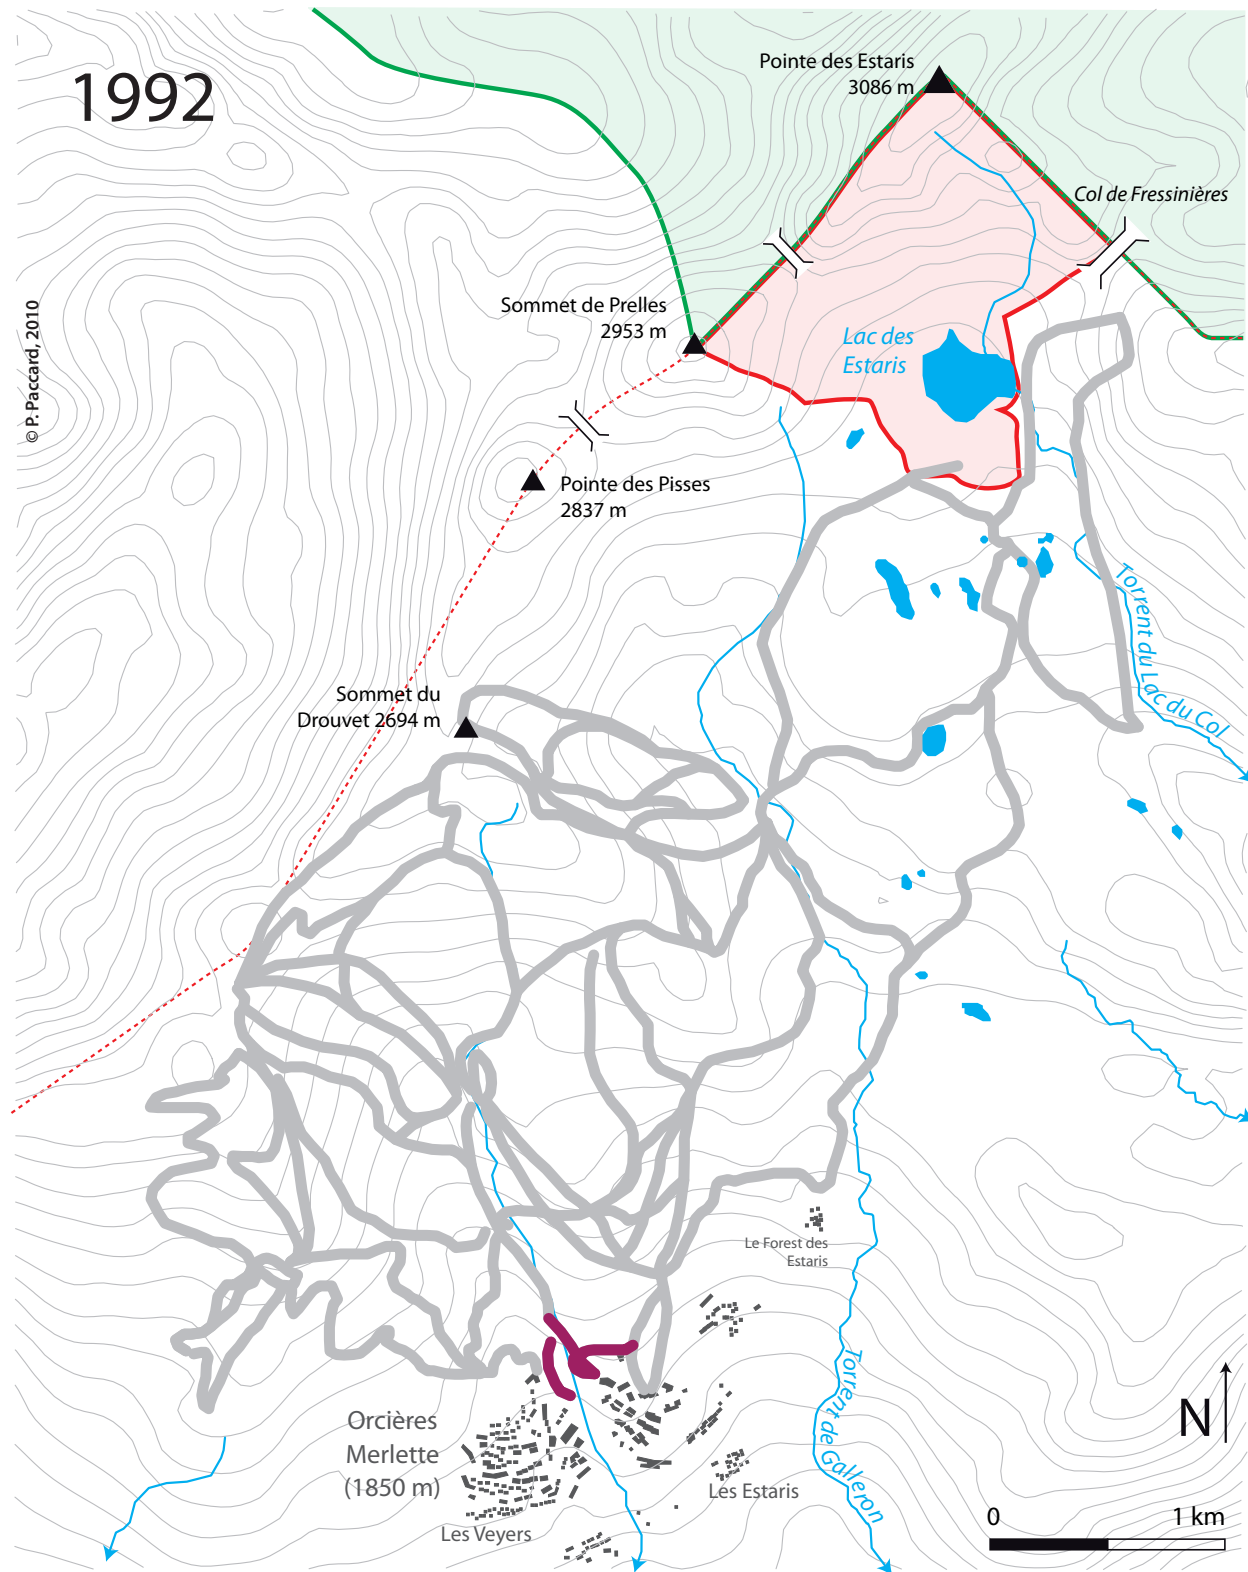 1992
Pointe des Estaris
3086 m
Col de Fressinières
Sommet de Prelles
2953 m
Lac des
Estaris
© P. Paccard, 2010
Pointe des Pisses
2837 m
Torrent du Lac du Col
Sommet du
Drouvet 2694 m
Le Forest des
Estaris
Torrent de Galleron
Orcières
Merlette
(1850 m)
Les Estaris
Les Veyers
N
0 1 km